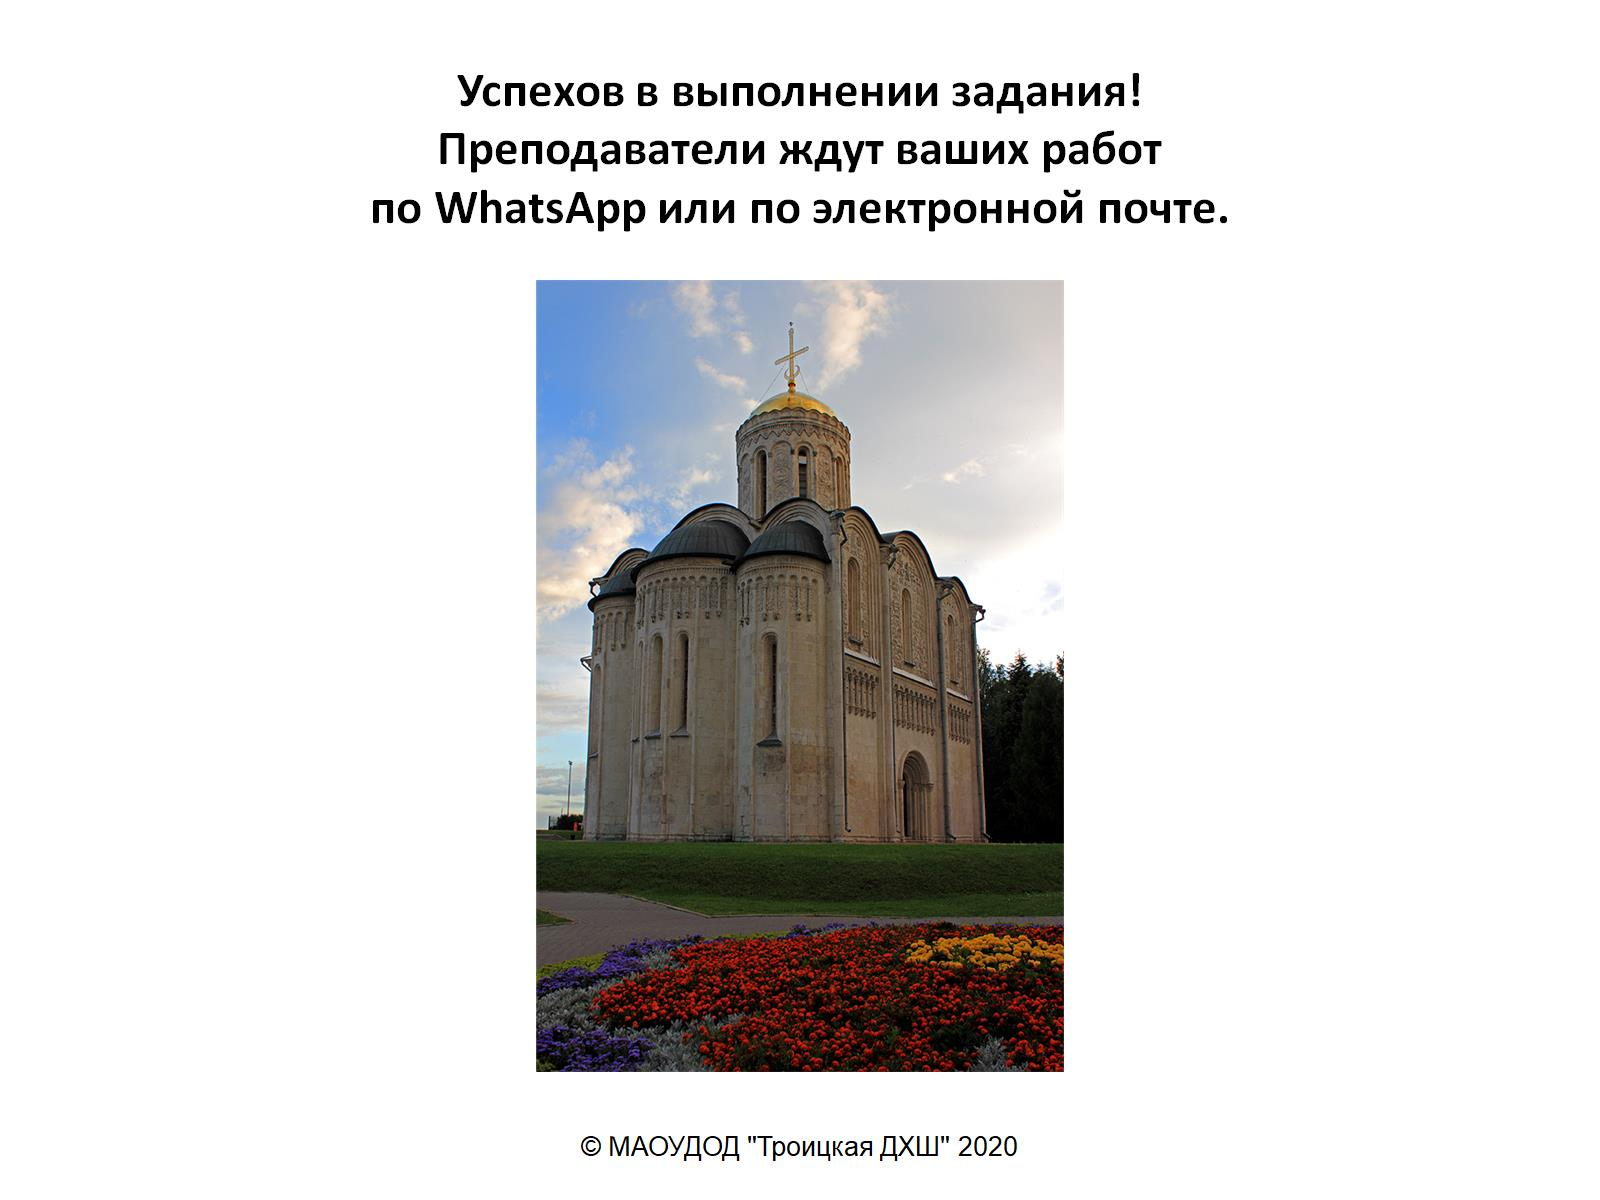 Успехов в выполнении задания!
Преподаватели ждут ваших работ
по WhatsApp или по электронной почте.
© МАОУДОД "Троицкая ДХШ" 2020